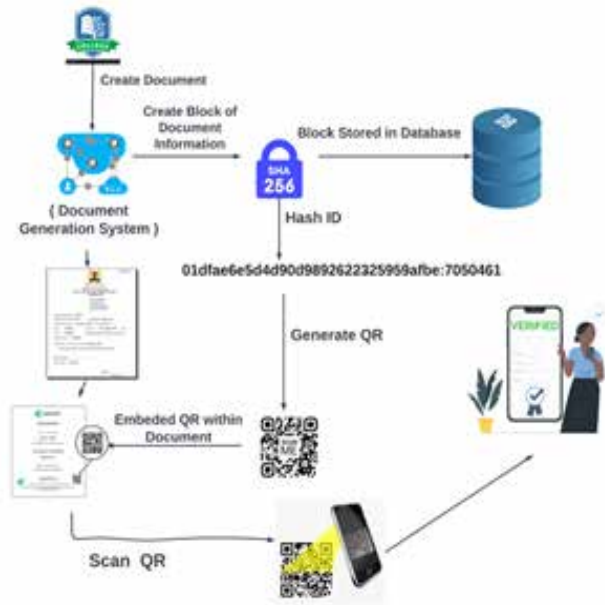 Create Document
Create Block of
Document
Information
Block Stored in Database
SHA
256
( Document
Generation System )
Hash ID
01dfae6e5d4d90d9892622325959afbe:7050461
Generate QR
VERIFIED
Embeded QR within
Document
ME
Scan QR